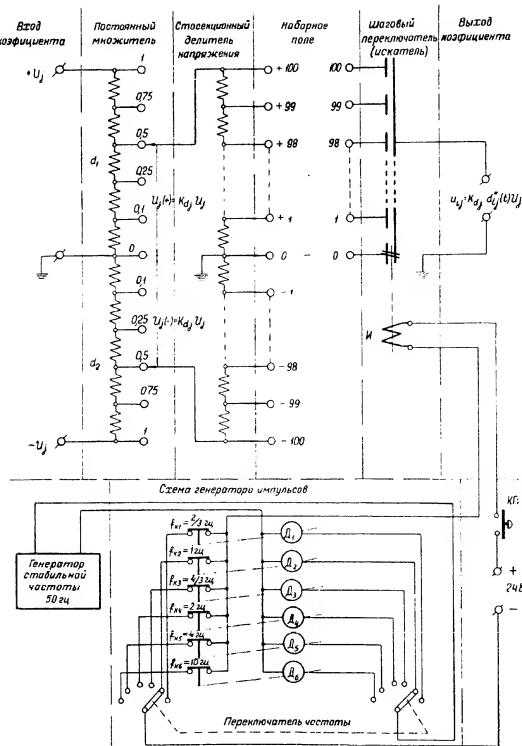 Вход
коэфициента
Постоянный
множитель
Стосекционный
делитель
напряжения
Наборное
поле
Шаговый
переключатель
(искатель)
Выход
коэфициента
+U_j
1
0,75
0,5
d_1
0,25
U_j(+)=K_dj U_j
0,1
0
0,1
0,25
U_j(-)=K_dj U_j
d_2
0,5
0,75
-U_j
1
+100
+99
+98
+1
0
-
-1
-98
-99
-100
100
99
98
1
0
u_ij=K_dj d*_ij(t)U_j
И
Схема генератора импульсов
Генератор
стабильной
частоты
50 гц
f_к1=2/3 гц
f_к2=1 гц
f_к3=4/3 гц
f_к4=2 гц
f_к5=4 гц
f_к6=10 гц
Д_1
Д_2
Д_3
Д_4
Д_5
Д_6
Переключатель частоты
+
24В
-